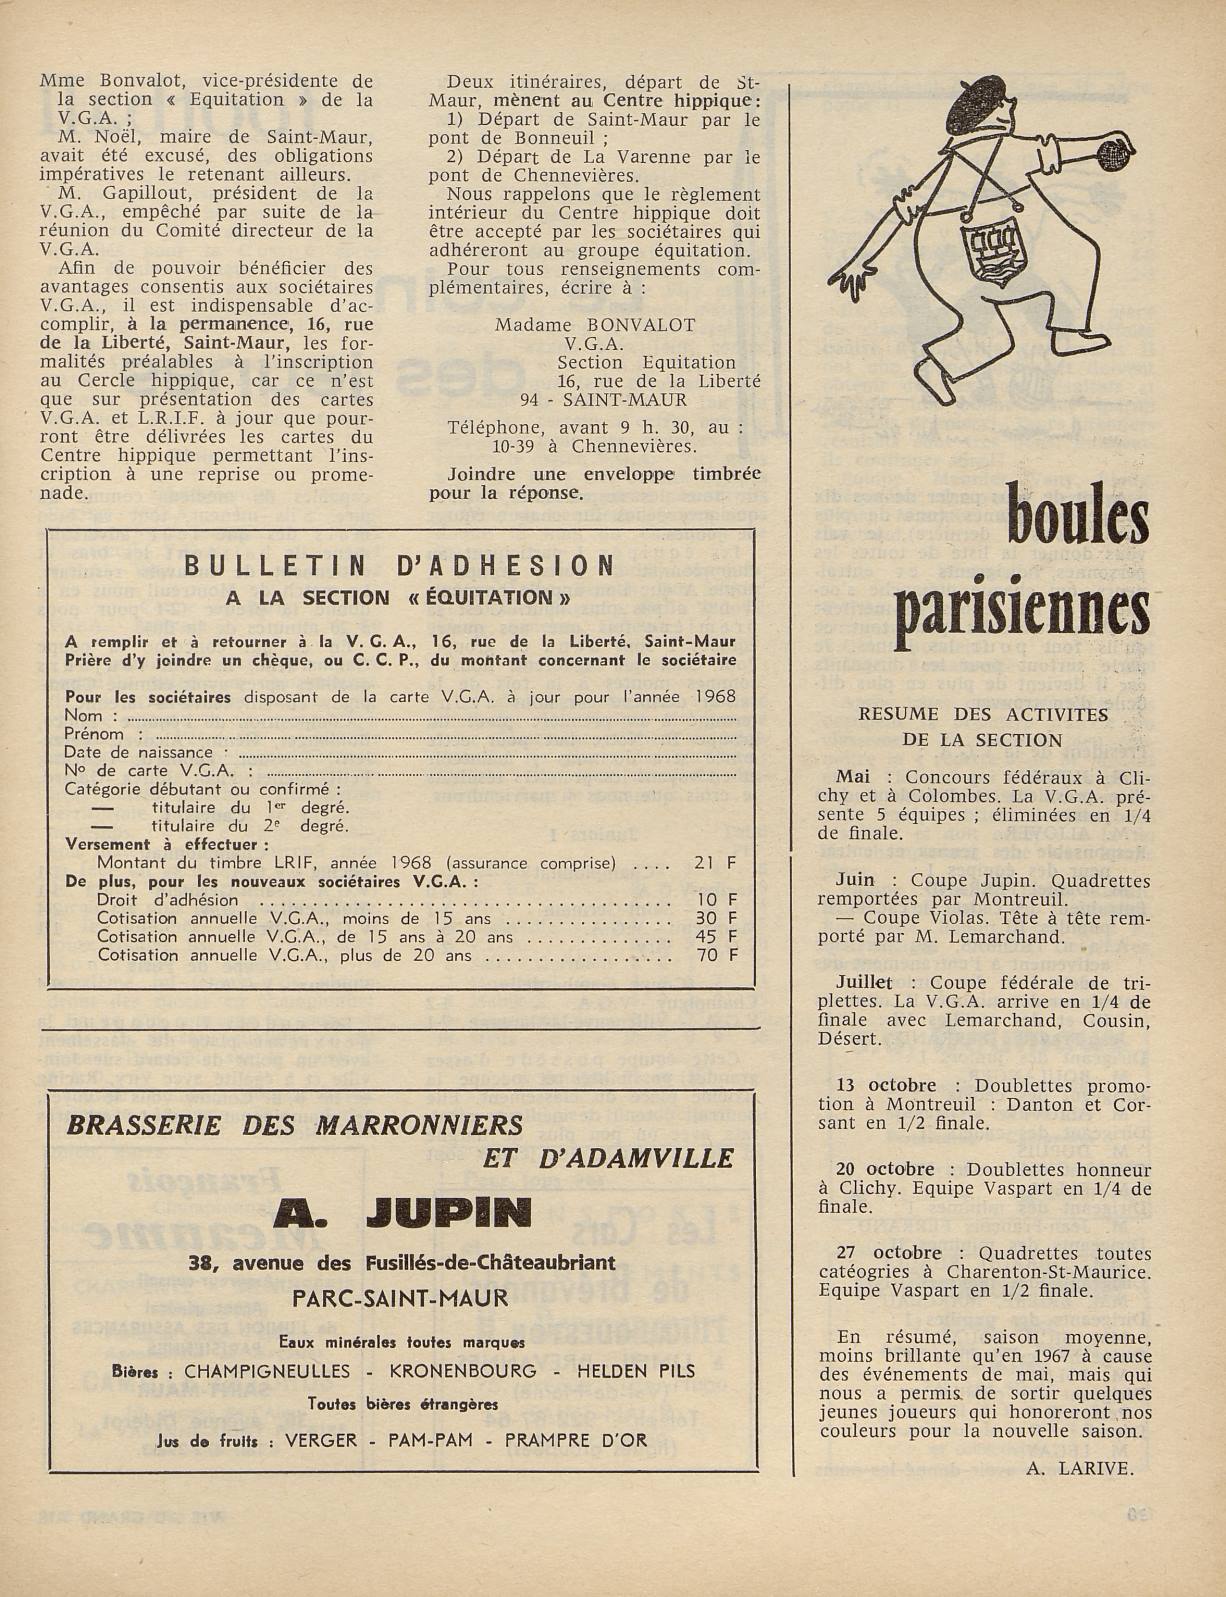 Mme Bonvalot, vice-présidente de
la section « Equitation » de la
V.G.A. ;
M. Noël, maire de Saint-Maur,
avait été excusé, des obligations
impératives le retenant ailleurs.
M. Gapillout, président de la
V.G.A., empêché par suite de la
réunion du Comité directeur de la
V.G.A.
Afin de pouvoir bénéficier des
avantages consentis aux sociétaires
V.G.A., il est indispensable d'ac-
complir, à la permanence, 16, rue
de la Liberté, Saint-Maur, les for-
malités préalables à l'inscription
au Cercle hippique, car ce n'est
que sur présentation des cartes
V.G.A. et L.R.I.F. à jour que pour-
ront être délivrées les cartes du
Centre hippique permettant l'ins-
cription à une reprise ou prome-
nade.
Deux itinéraires, départ de St-
Maur, mènent au Centre hippique :
1) Départ de Saint-Maur par le
pont de Bonneuil ;
2) Départ de La Varenne par le
pont de Chennevières.
Nous rappelons que le règlement
intérieur du Centre hippique doit
être accepté par les sociétaires qui
adhéreront au groupe équitation.
Pour tous renseignements com-
plémentaires, écrire à :
Madame BONVALOT
V.G.A.
Section Equitation
16, rue de la Liberté
94 - SAINT-MAUR
Téléphone, avant 9 h. 30, au :
10-39 à Chennevières.
Joindre une enveloppe timbrée
pour la réponse.
BULLETIN D'ADHESION
A LA SECTION « ÉQUITATION »
A remplir et à retourner à la V. G. A., 16, rue de la Liberté, Saint-Maur
Prière d'y joindre un chèque, ou C. C. P., du montant concernant le sociétaire
Pour les sociétaires disposant de la carte V.G.A. à jour pour l'année 1968
Nom :
Prénom :
Date de naissance :
No de carte V.G.A. :
Catégorie débutant ou confirmé :
— titulaire du 1er degré.
— titulaire du 2e degré.
Versement à effectuer :
Montant du timbre LRIF, année 1968 (assurance comprise) .... 21 F
De plus, pour les nouveaux sociétaires V.G.A. :
Droit d'adhésion .................................... 10 F
Cotisation annuelle V.G.A., moins de 15 ans ............... 30 F
Cotisation annuelle V.G.A., de 15 ans à 20 ans ............. 45 F
Cotisation annuelle V.G.A., plus de 20 ans ................. 70 F
BRASSERIE DES MARRONNIERS
ET D'ADAMVILLE
A. JUPIN
38, avenue des Fusillés-de-Châteaubriant
PARC-SAINT-MAUR
Eaux minérales toutes marques
Bières : CHAMPIGNEULLES - KRONENBOURG - HELDEN PILS
Toutes bières étrangères
Jus de fruits : VERGER - PAM-PAM - PRAMPRE D'OR
boules
parisiennes
RESUME DES ACTIVITES
DE LA SECTION
Mai : Concours fédéraux à Cli-
chy et à Colombes. La V.G.A. pré-
sente 5 équipes ; éliminées en 1/4
de finale.
Juin : Coupe Jupin. Quadrettes
remportées par Montreuil.
— Coupe Violas. Tête à tête rem-
porté par M. Lemarchand.
Juillet : Coupe fédérale de tri-
plettes. La V.G.A. arrive en 1/4 de
finale avec Lemarchand, Cousin,
Désert.
13 octobre : Doublettes promo-
tion à Montreuil : Danton et Cor-
sant en 1/2 finale.
20 octobre : Doublettes honneur
à Clichy. Equipe Vaspart en 1/4 de
finale.
27 octobre : Quadrettes toutes
catéogries à Charenton-St-Maurice.
Equipe Vaspart en 1/2 finale.
En résumé, saison moyenne,
moins brillante qu'en 1967 à cause
des événements de mai, mais qui
nous a permis de sortir quelques
jeunes joueurs qui honoreront nos
couleurs pour la nouvelle saison.
A. LARIVE.